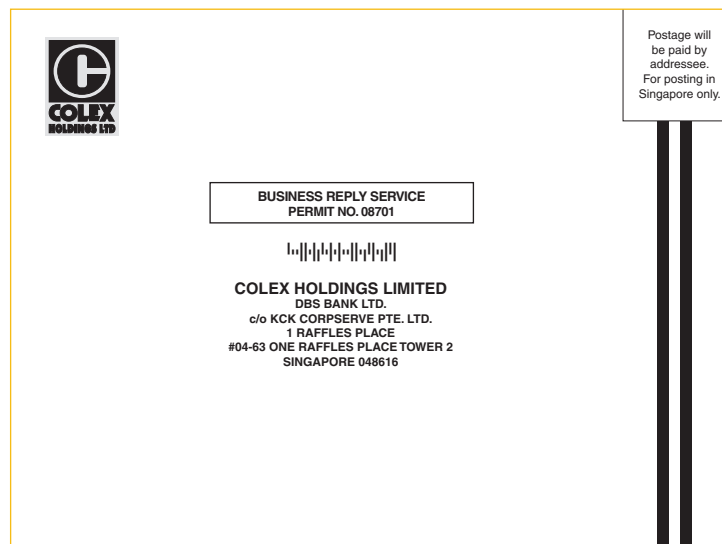 COLEX
HOLDINGS LTD
Postage will
be paid by
addressee.
For posting in
Singapore only.
BUSINESS REPLY SERVICE
PERMIT NO. 08701
COLEX HOLDINGS LIMITED
DBS BANK LTD.
c/o KCK CORPSERVE PTE. LTD.
1 RAFFLES PLACE
#04-63 ONE RAFFLES PLACE TOWER 2
SINGAPORE 048616